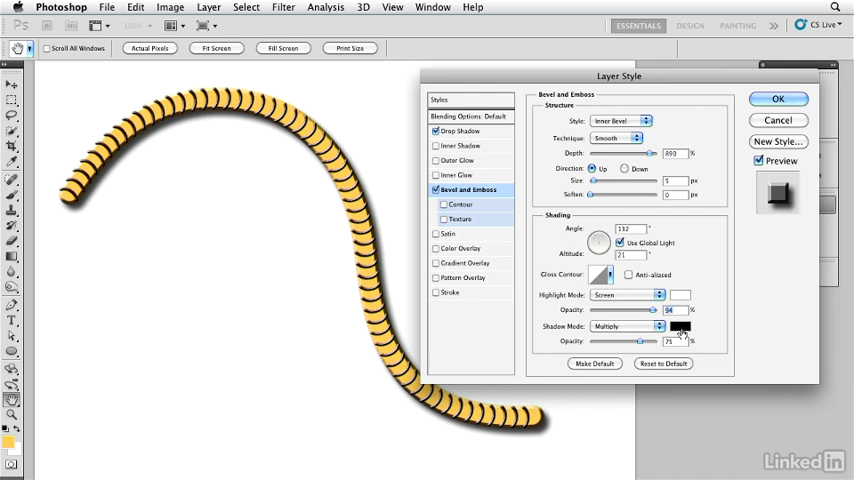 Photoshop File Edit Image Layer Select Filter Analysis 3D View Window Help
Ps Br Mb 100% ESSENTIALS DESIGN PAINTING >> CS Live
Scroll All Windows Actual Pixels Fit Screen Fill Screen Print Size
Layer Style
Styles
Blending Options: Default
Drop Shadow
Inner Shadow
Outer Glow
Inner Glow
Bevel and Emboss
Contour
Texture
Satin
Color Overlay
Gradient Overlay
Pattern Overlay
Stroke
Bevel and Emboss
Structure
Style: Inner Bevel
Technique: Smooth
Depth: 890 %
Direction: Up Down
Size: 5 px
Soften: 0 px
Shading
Angle: 132 °
Use Global Light
Altitude: 21 °
Gloss Contour: Anti-aliased
Highlight Mode: Screen
Opacity: 94 %
Shadow Mode: Multiply
Opacity: 75 %
Make Default Reset to Default
OK
Cancel
New Style...
Preview
LinkedIn